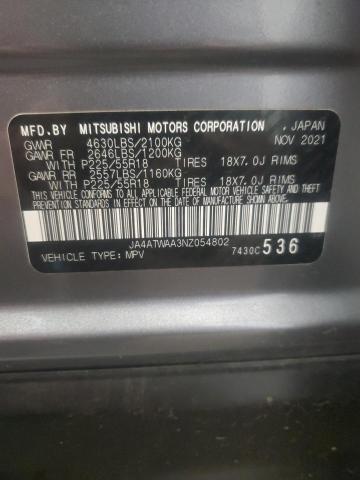 MFD.BY MITSUBISHI MOTORS CORPORATION , JAPAN
GVWR 4630LBS/2100KG NOV 2021
GAWR FR 2646LBS/1200KG
WITH P225/55R18 TIRES 18X7.0J RIMS
GAWR RR 2557LBS/1160KG
WITH P225/55R18 TIRES 18X7.0J RIMS
THIS VEHICLE CONFORMS TO ALL APPLICABLE FEDERAL MOTOR VEHICLE
SAFETY, BUMPER, AND THEFT PREVENTION STANDARDS IN EFFECT ON
THE DATE OF MANUFACTURE SHOWN ABOVE.
JA4ATWAA3NZ054802
VEHICLE TYPE: MPV 7430C 536